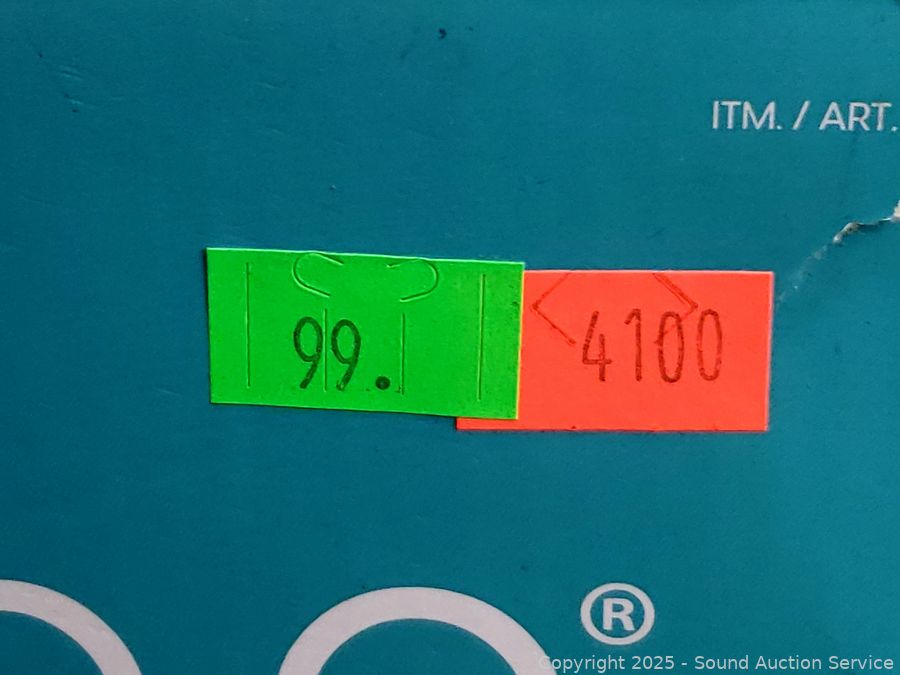 ITM. / ART.
99.
4100
®
Copyright 2025 - Sound Auction Service